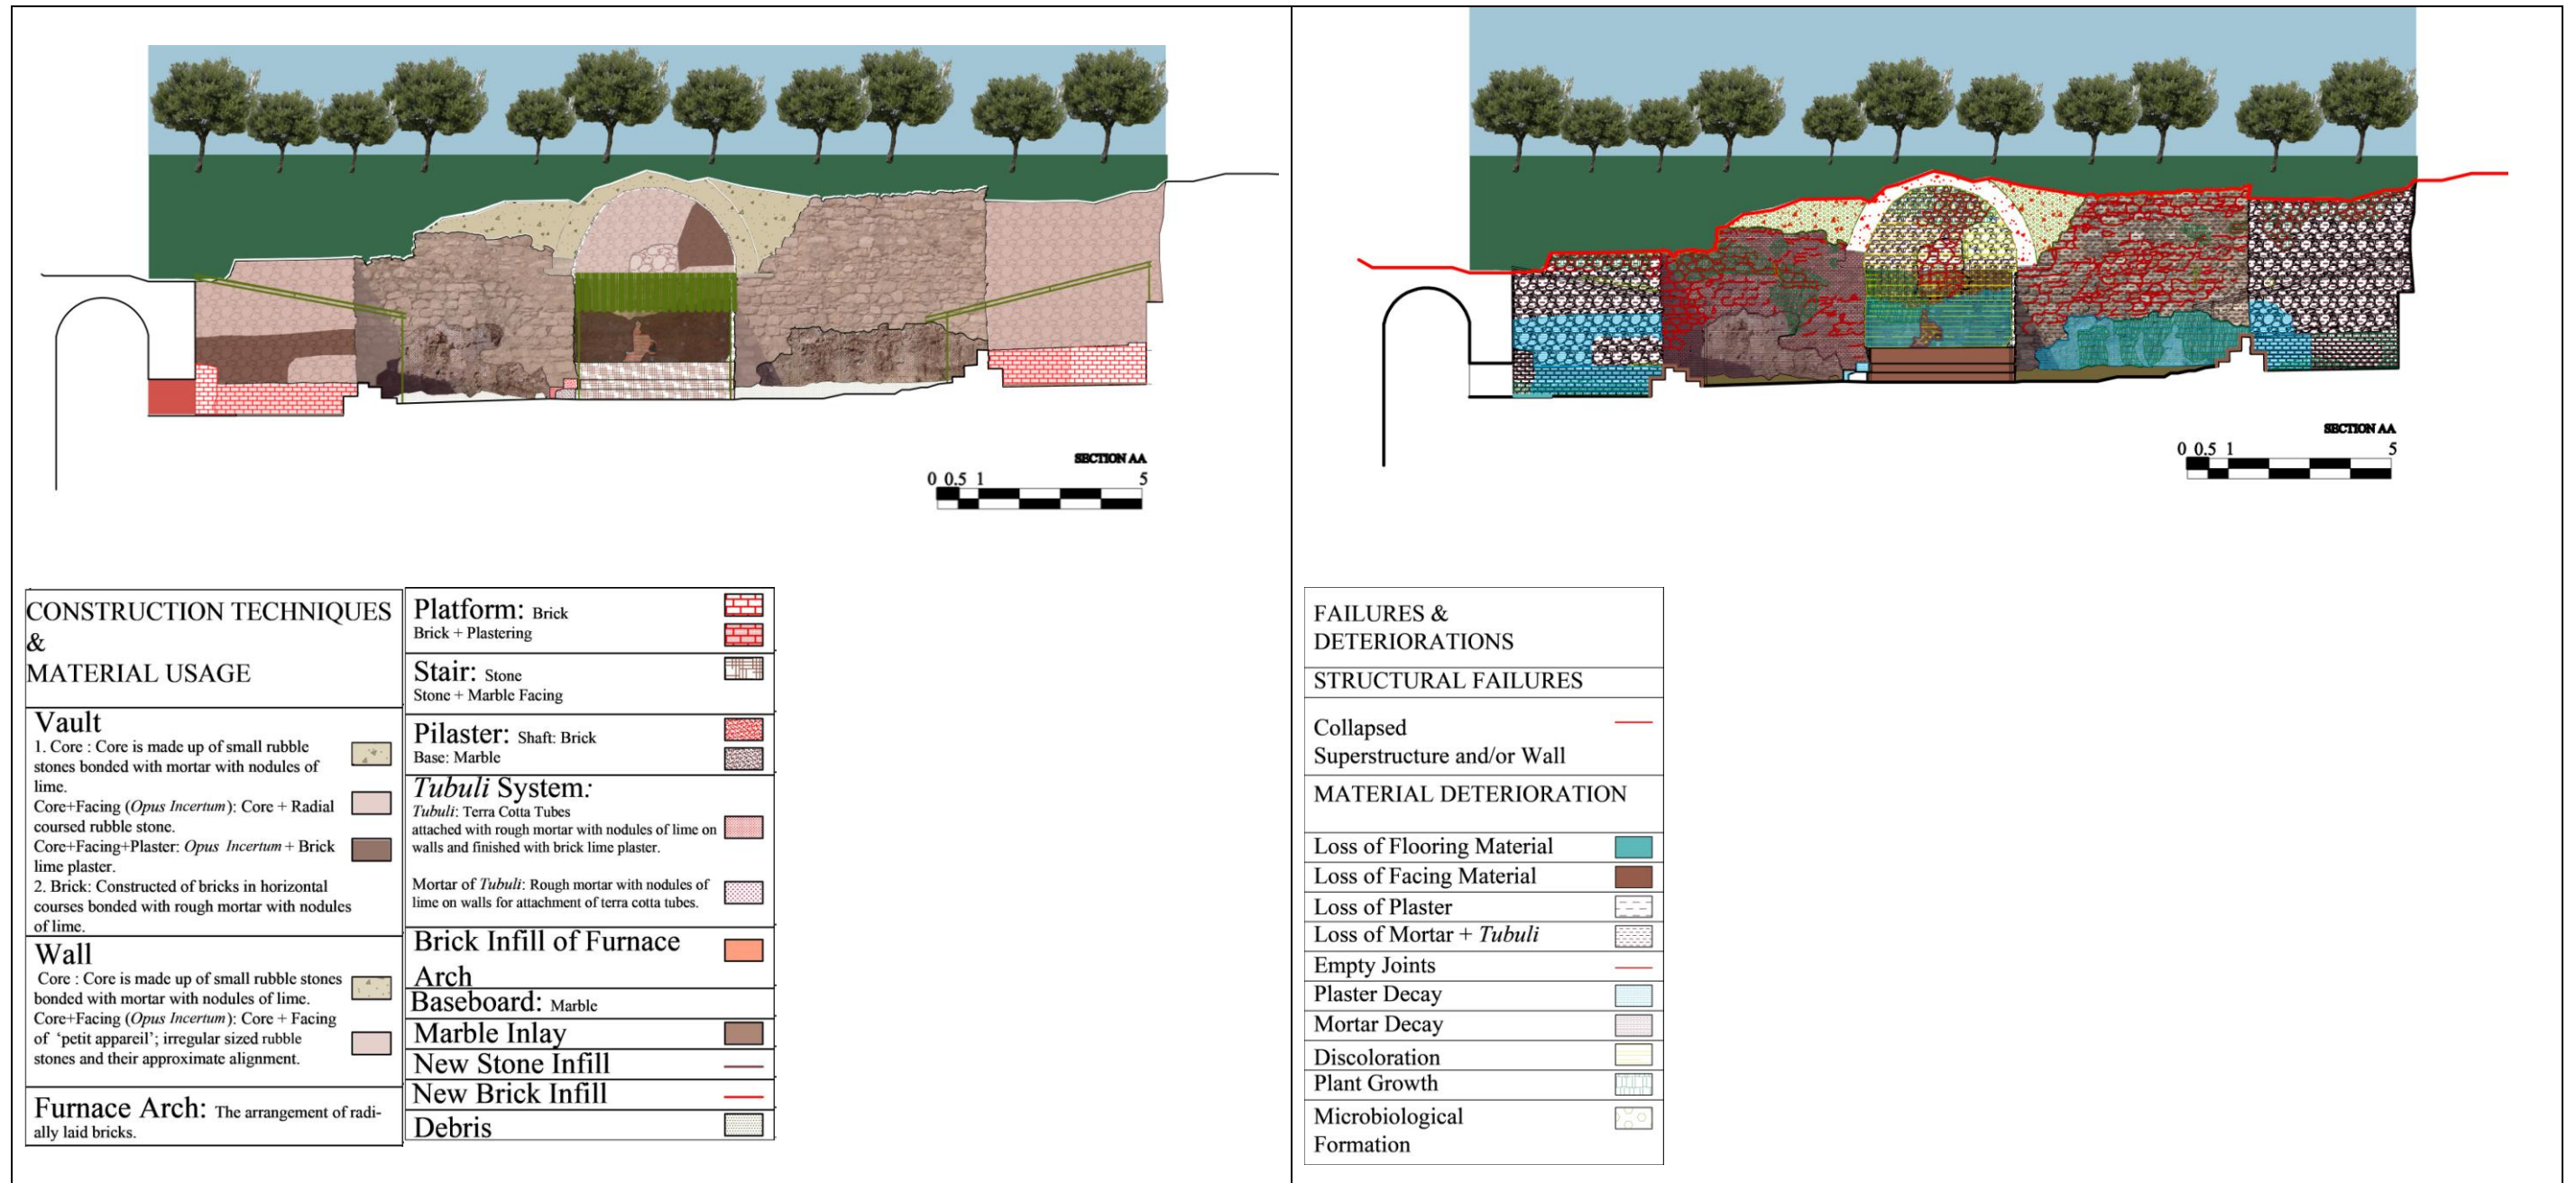 SECTION AA
0 0.5 1 5
CONSTRUCTION TECHNIQUES
&
MATERIAL USAGE
Vault
1. Core : Core is made up of small rubble
stones bonded with mortar with nodules of
lime.
Core+Facing (Opus Incertum): Core + Radial
coursed rubble stone.
Core+Facing+Plaster: Opus Incertum + Brick
lime plaster.
2. Brick: Constructed of bricks in horizontal
courses bonded with rough mortar with nodules
of lime.
Wall
Core : Core is made up of small rubble stones
bonded with mortar with nodules of lime.
Core+Facing (Opus Incertum): Core + Facing
of ‘petit appareil’; irregular sized rubble
stones and their approximate alignment.
Furnace Arch: The arrangement of radi-
ally laid bricks.
Platform: Brick
Brick + Plastering
Stair: Stone
Stone + Marble Facing
Pilaster: Shaft: Brick
Base: Marble
Tubuli System:
Tubuli: Terra Cotta Tubes
attached with rough mortar with nodules of lime on
walls and finished with brick lime plaster.
Mortar of Tubuli: Rough mortar with nodules of
lime on walls for attachment of terra cotta tubes.
Brick Infill of Furnace
Arch
Baseboard: Marble
Marble Inlay
New Stone Infill
New Brick Infill
Debris
SECTION AA
0 0.5 1 5
FAILURES &
DETERIORATIONS
STRUCTURAL FAILURES
Collapsed
Superstructure and/or Wall
MATERIAL DETERIORATION
Loss of Flooring Material
Loss of Facing Material
Loss of Plaster
Loss of Mortar + Tubuli
Empty Joints
Plaster Decay
Mortar Decay
Discoloration
Plant Growth
Microbiological
Formation